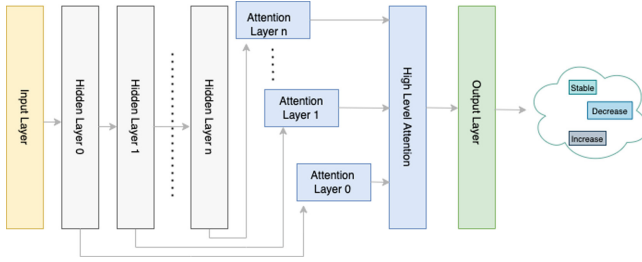 Input Layer
Hidden Layer 0
Hidden Layer 1
Hidden Layer n
Attention
Layer n
Attention
Layer 1
Attention
Layer 0
High Level Attention
Output Layer
Stable
Decrease
Increase